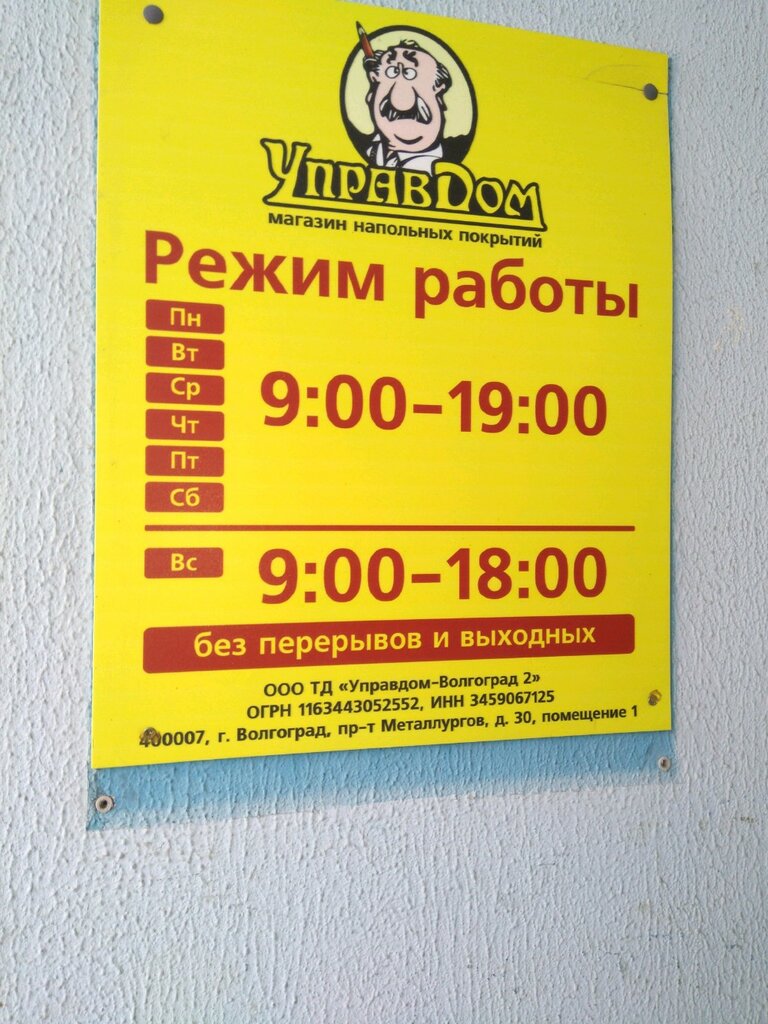 УправДом
магазин напольных покрытий
Режим работы
Пн
Вт
Ср
Чт
Пт
Сб
9:00-19:00
Вс
9:00-18:00
без перерывов и выходных
ООО ТД «Управдом-Волгоград 2»
ОГРН 1163443052552, ИНН 3459067125
400007, г. Волгоград, пр-т Металлургов, д. 30, помещение 1